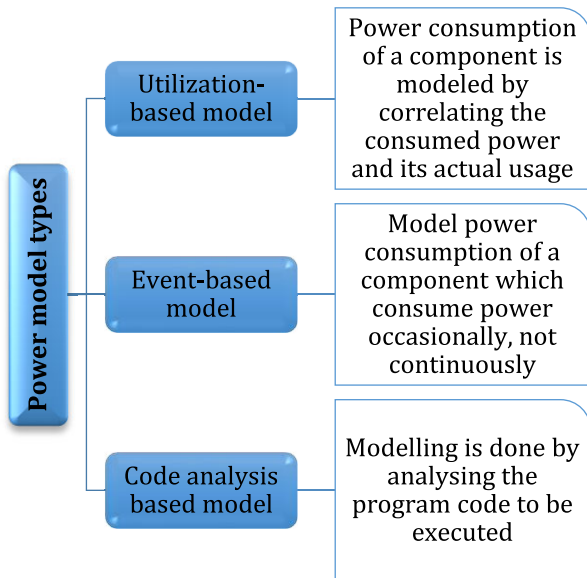 Power model types
Utilization-
based model
Power consumption
of a component is
modeled by
correlating the
consumed power
and its actual usage
Event-based
model
Model power
consumption of a
component which
consume power
occasionally, not
continuously
Code analysis
based model
Modelling is done by
analysing the
program code to be
executed